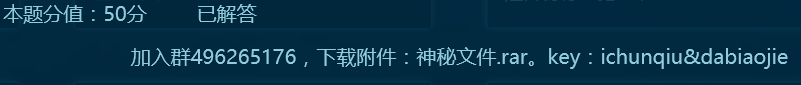 本题分值：50分 已解答
加入群496265176，下载附件：神秘文件.rar。key：ichunqiu&dabiaojie